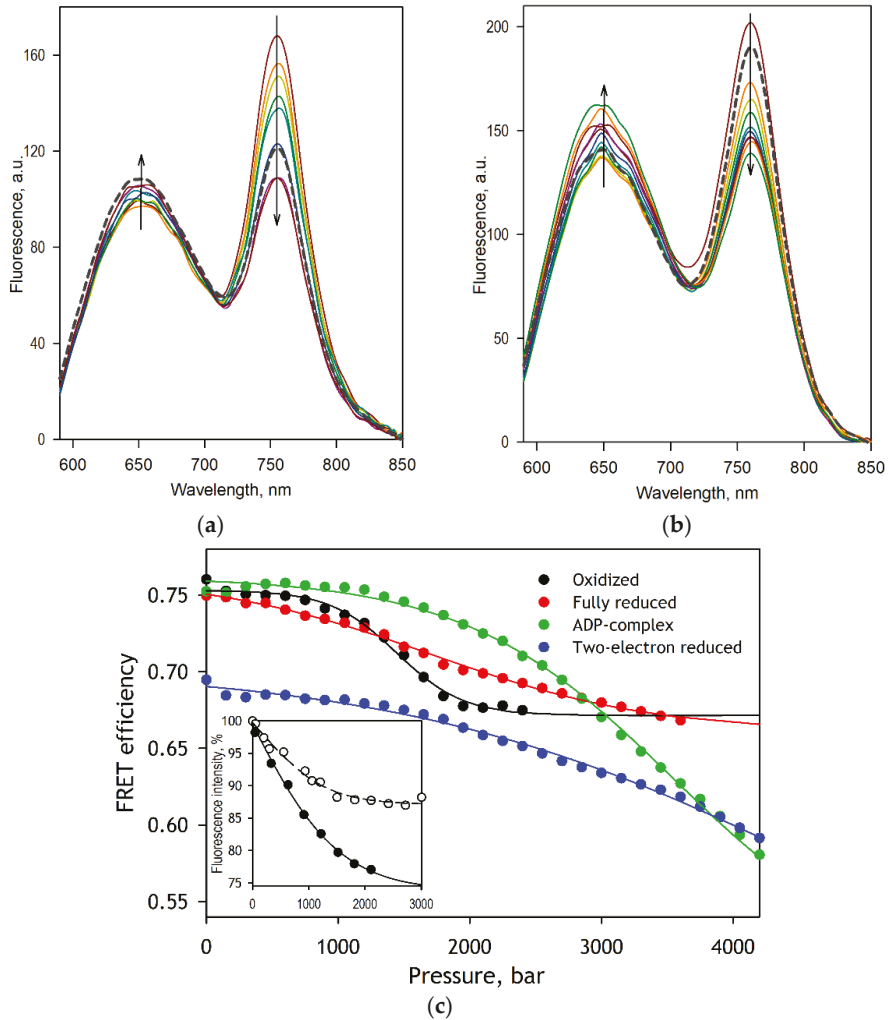 160
120
80
40
0
Fluorescence, a.u.
600 650 700 750 800 850
Wavelength, nm
(a)
200
150
100
50
0
Fluorescence, a.u.
600 650 700 750 800 850
Wavelength, nm
(b)
0.75
0.70
0.65
0.60
0.55
FRET efficiency
Oxidized
Fully reduced
ADP-complex
Two-electron reduced
100
95
90
85
80
75
Fluorescence intensity, %
0 1000 2000 3000
0 1000 2000 3000 4000
Pressure, bar
(c)